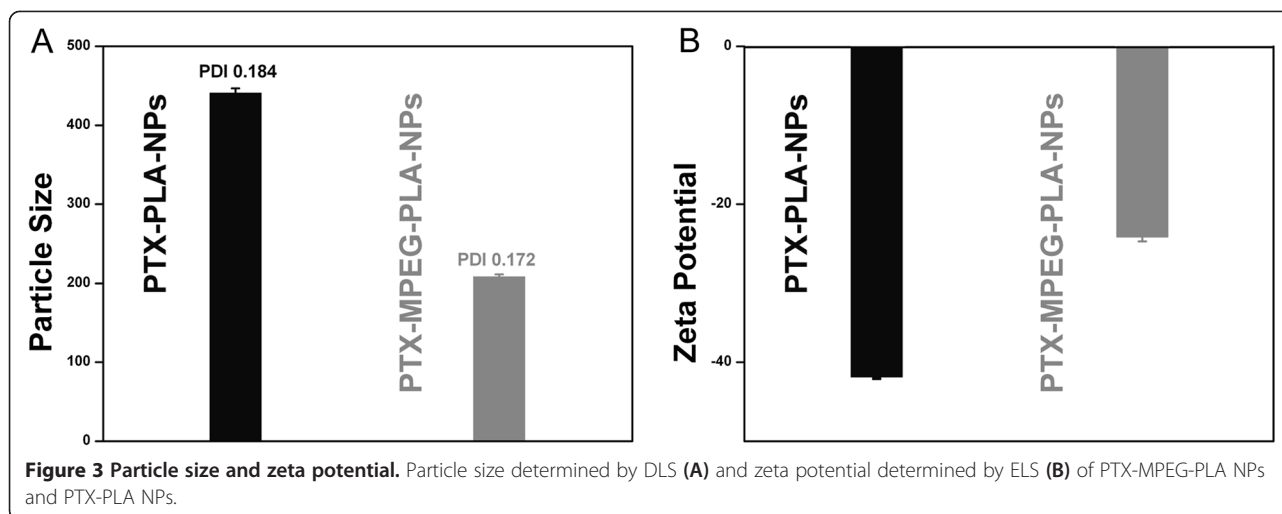 A
500
400
300
200
100
0
Particle Size
PTX-PLA-NPs
PDI 0.184
PTX-MPEG-PLA-NPs
PDI 0.172
B
0
-20
-40
Zeta Potential
PTX-PLA-NPs
PTX-MPEG-PLA-NPs
Figure 3 Particle size and zeta potential. Particle size determined by DLS (A) and zeta potential determined by ELS (B) of PTX-MPEG-PLA NPs
and PTX-PLA NPs.